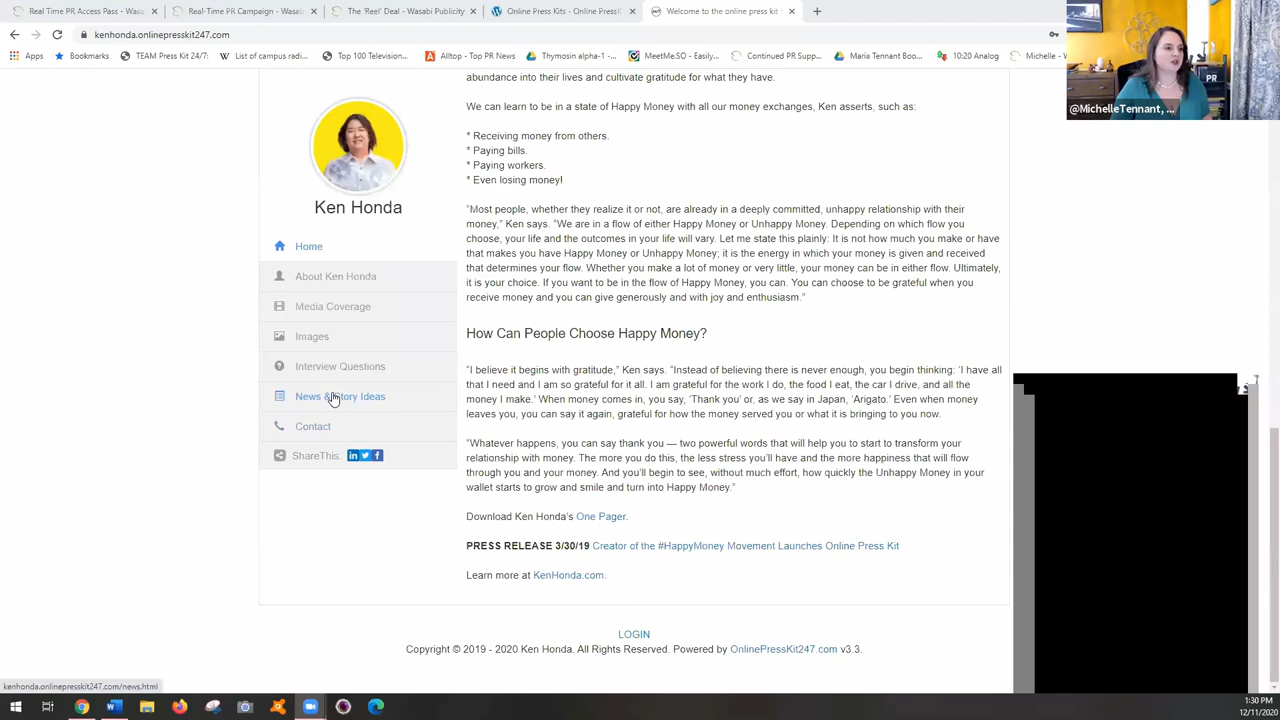 Real Time PR Access Pass - Wasa
Real-Time PR Campaign - Wasabi
The 'Reel' Deal - Wasabi Publicity
Online Press Kits - Online Press
Welcome to the online press kit
kenhonda.onlinepresskit247.com
Apps
Bookmarks
TEAM Press Kit 24/7:
List of campus radi...
Top 100 Television...
Alltop - Top PR News
Thymosin alpha-1 -...
MeetMe.SO - Easily...
Continued PR Supp...
Maria Tennant Boo...
10:20 Analog
Michelle -
PR
@MichelleTennant, ...
Ken Honda
Home
About Ken Honda
Media Coverage
Images
Interview Questions
News & Story Ideas
Contact
ShareThis:
abundance into their lives and cultivate gratitude for what they have.
We can learn to be in a state of Happy Money with all our money exchanges, Ken asserts, such as:
* Receiving money from others.
* Paying bills.
* Paying workers.
* Even losing money!
“Most people, whether they realize it or not, are already in a deeply committed, unhappy relationship with their
money,” Ken says. “We are in a flow of either Happy Money or Unhappy Money. Depending on which flow you
choose, your life and the outcomes in your life will vary. Let me state this plainly: It is not how much you make or have
that makes you have Happy Money or Unhappy Money; it is the energy in which your money is given and received
that determines your flow. Whether you make a lot of money or very little, your money can be in either flow. Ultimately,
it is your choice. If you want to be in the flow of Happy Money, you can. You can choose to be grateful when you
receive money and you can give generously and with joy and enthusiasm.”
How Can People Choose Happy Money?
“I believe it begins with gratitude,” Ken says. “Instead of believing there is never enough, you begin thinking: ‘I have all
that I need and I am so grateful for it all. I am grateful for the work I do, the food I eat, the car I drive, and all the
money I make.’ When money comes in, you say, ‘Thank you’ or, as we say in Japan, ‘Arigato.’ Even when money
leaves you, you can say it again, grateful for how the money served you or what it is bringing to you now.
“Whatever happens, you can say thank you — two powerful words that will help you to start to transform your
relationship with money. The more you do this, the less stress you’ll have and the more happiness that will flow
through you and your money. And you’ll begin to see, without much effort, how quickly the Unhappy Money in your
wallet starts to grow and smile and turn into Happy Money.”
Download Ken Honda’s One Pager.
PRESS RELEASE 3/30/19 Creator of the #HappyMoney Movement Launches Online Press Kit
Learn more at KenHonda.com.
LOGIN
Copyright © 2019 - 2020 Ken Honda. All Rights Reserved. Powered by OnlinePressKit247.com v3.3.
kenhonda.onlinepresskit247.com/news.html
1:30 PM
12/11/2020